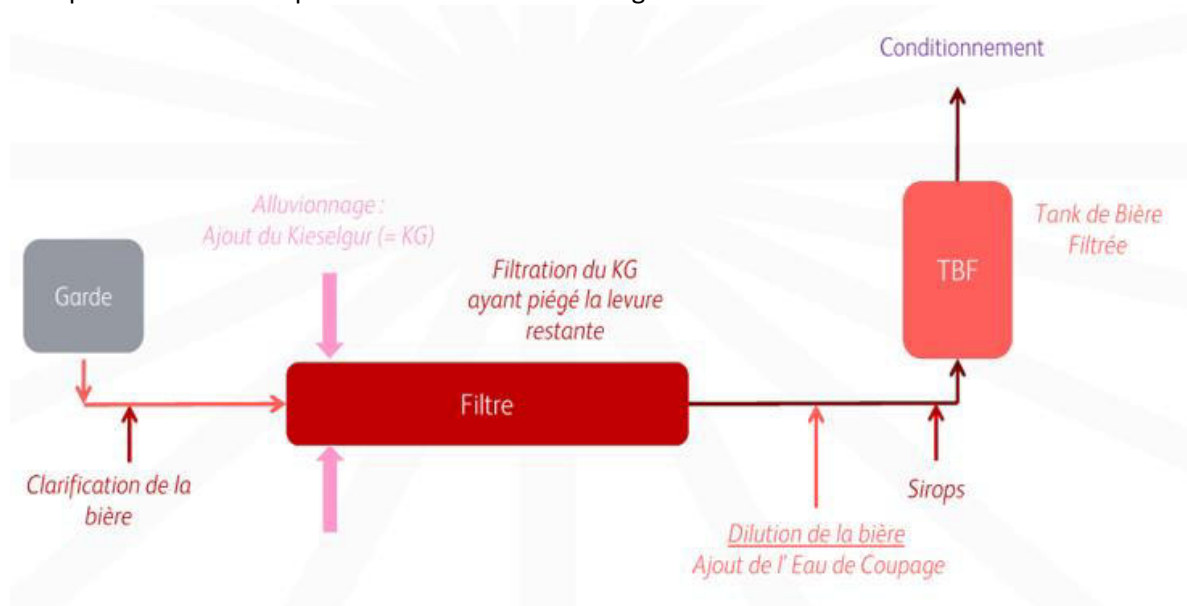 Conditionnement
Alluvionnage :
Ajout du Kieselgur (= KG)
Tank de Bière
Filtrée
TBF
Filtration du KG
ayant piégé la levure
restante
Garde
Filtre
Clarification de la
bière
Sirops
Dilution de la bière
Ajout de l' Eau de Coupage